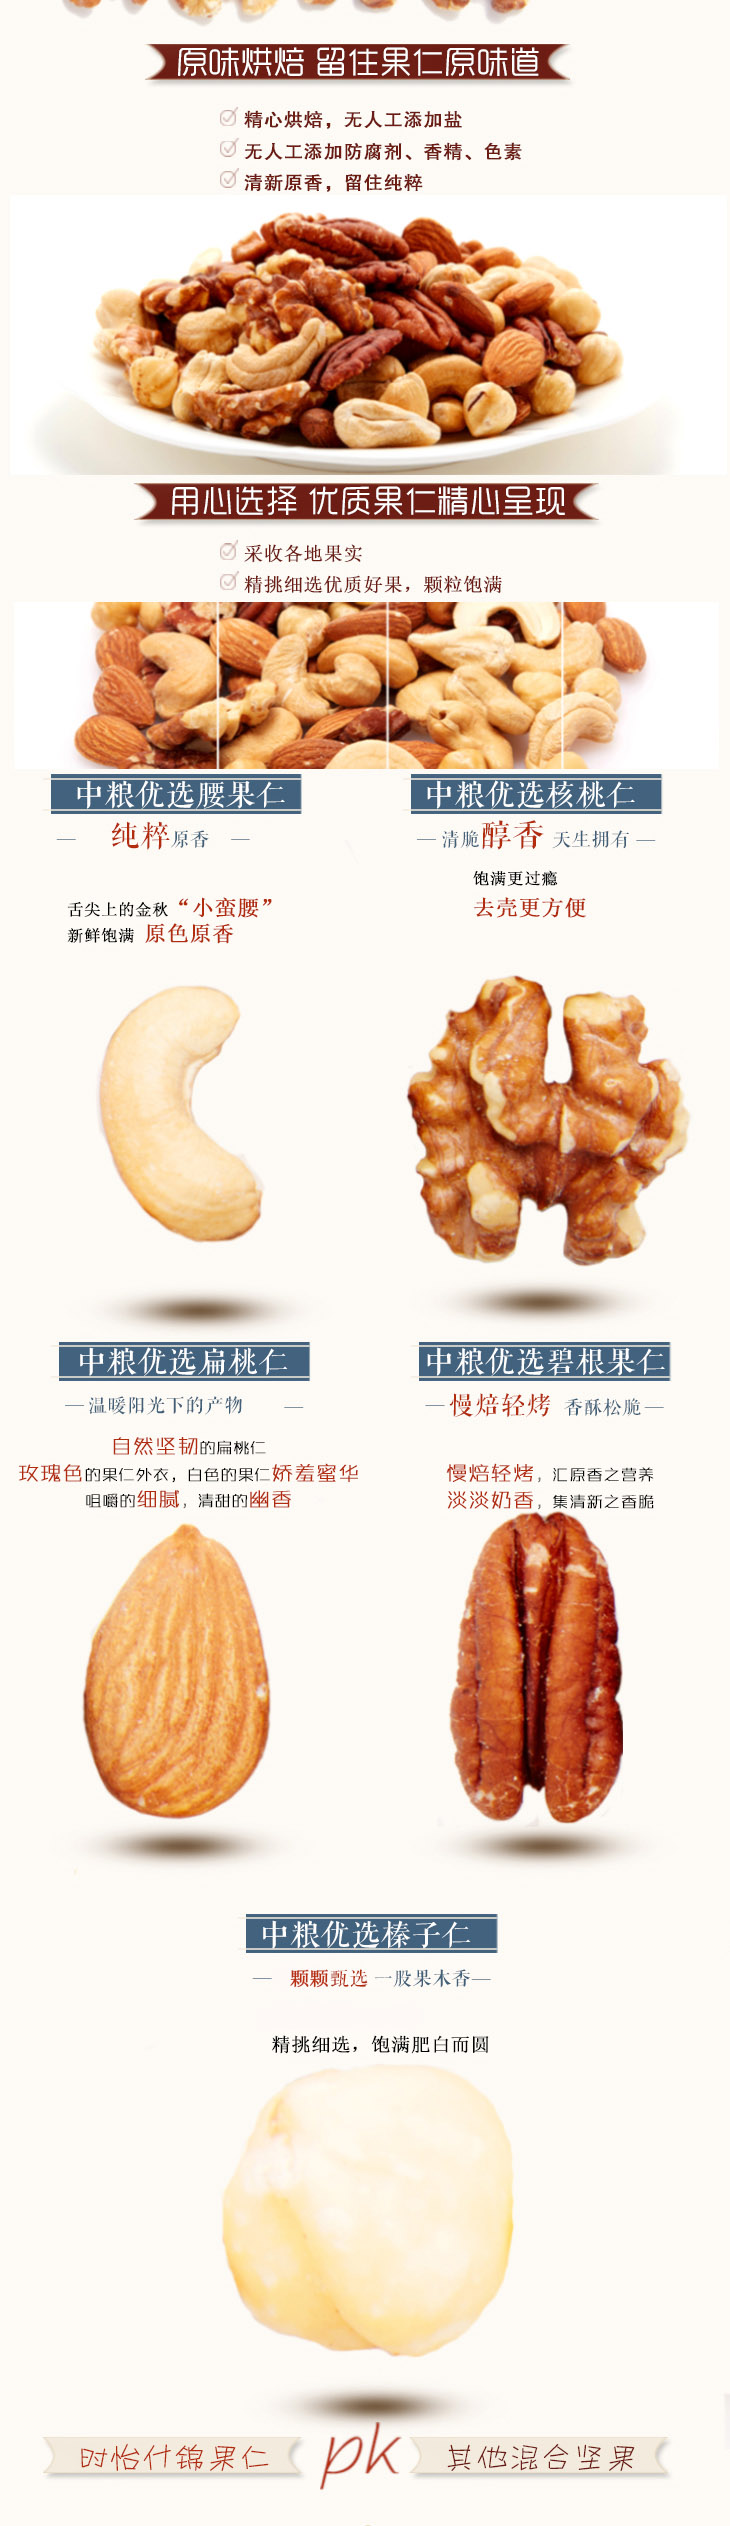 原味烘焙 留住果仁原味道
精心烘焙，无人工添加盐
无人工添加防腐剂、香精、色素
清新原香，留住纯粹
用心选择 优质果仁精心呈现
采收各地果实
精挑细选优质好果，颗粒饱满
中粮优选腰果仁
— 纯粹原香 —
舌尖上的金秋“小蛮腰”
新鲜饱满 原色原香
中粮优选核桃仁
— 清脆醇香 天生拥有 —
饱满更过瘾
去壳更方便
中粮优选扁桃仁
— 温暖阳光下的产物 —
自然坚韧的扁桃仁
玫瑰色的果仁外衣，白色的果仁娇羞蜜华
咀嚼的细腻，清甜的幽香
中粮优选碧根果仁
— 慢焙轻烤 香酥松脆 —
慢焙轻烤，汇原香之营养
淡淡奶香，集清新之香脆
中粮优选榛子仁
— 颗颗甄选 一股果木香 —
精挑细选，饱满肥白而圆
时怡什锦果仁 pk 其他混合坚果